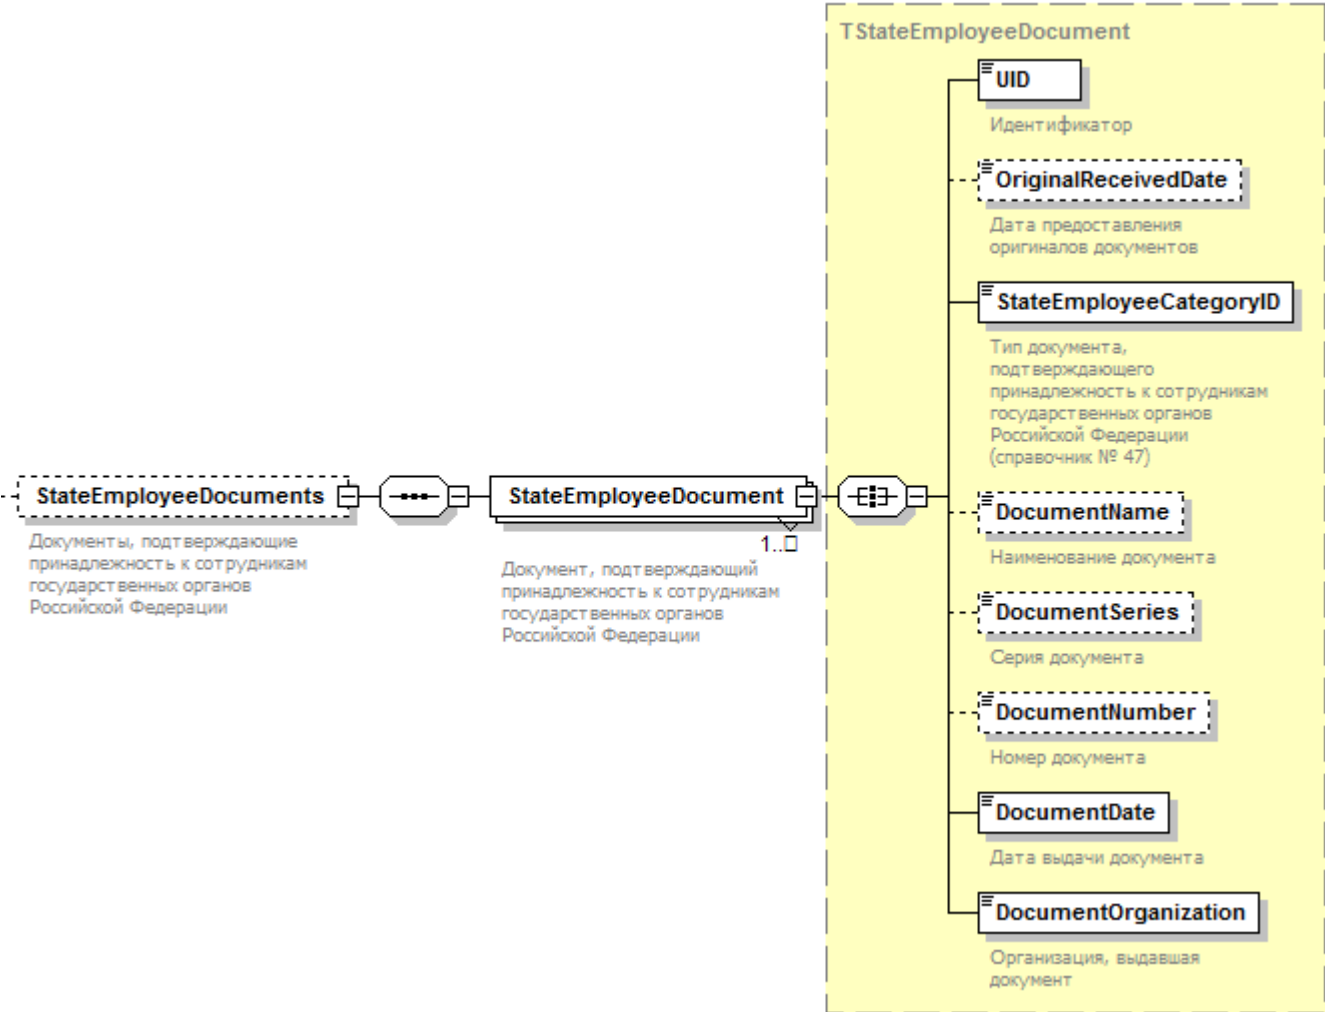 TStateEmployeeDocument
UID
Идентификатор
OriginalReceivedDate
Дата предоставления
оригиналов документов
StateEmployeeCategoryID
Тип документа,
подтверждающего
принадлежность к сотрудникам
государственных органов
Российской Федерации
(справочник № 47)
StateEmployeeDocuments
Документы, подтверждающие
принадлежность к сотрудникам
государственных органов
Российской Федерации
StateEmployeeDocument
1..□
Документ, подтверждающий
принадлежность к сотрудникам
государственных органов
Российской Федерации
DocumentName
Наименование документа
DocumentSeries
Серия документа
DocumentNumber
Номер документа
DocumentDate
Дата выдачи документа
DocumentOrganization
Организация, выдавшая
документ